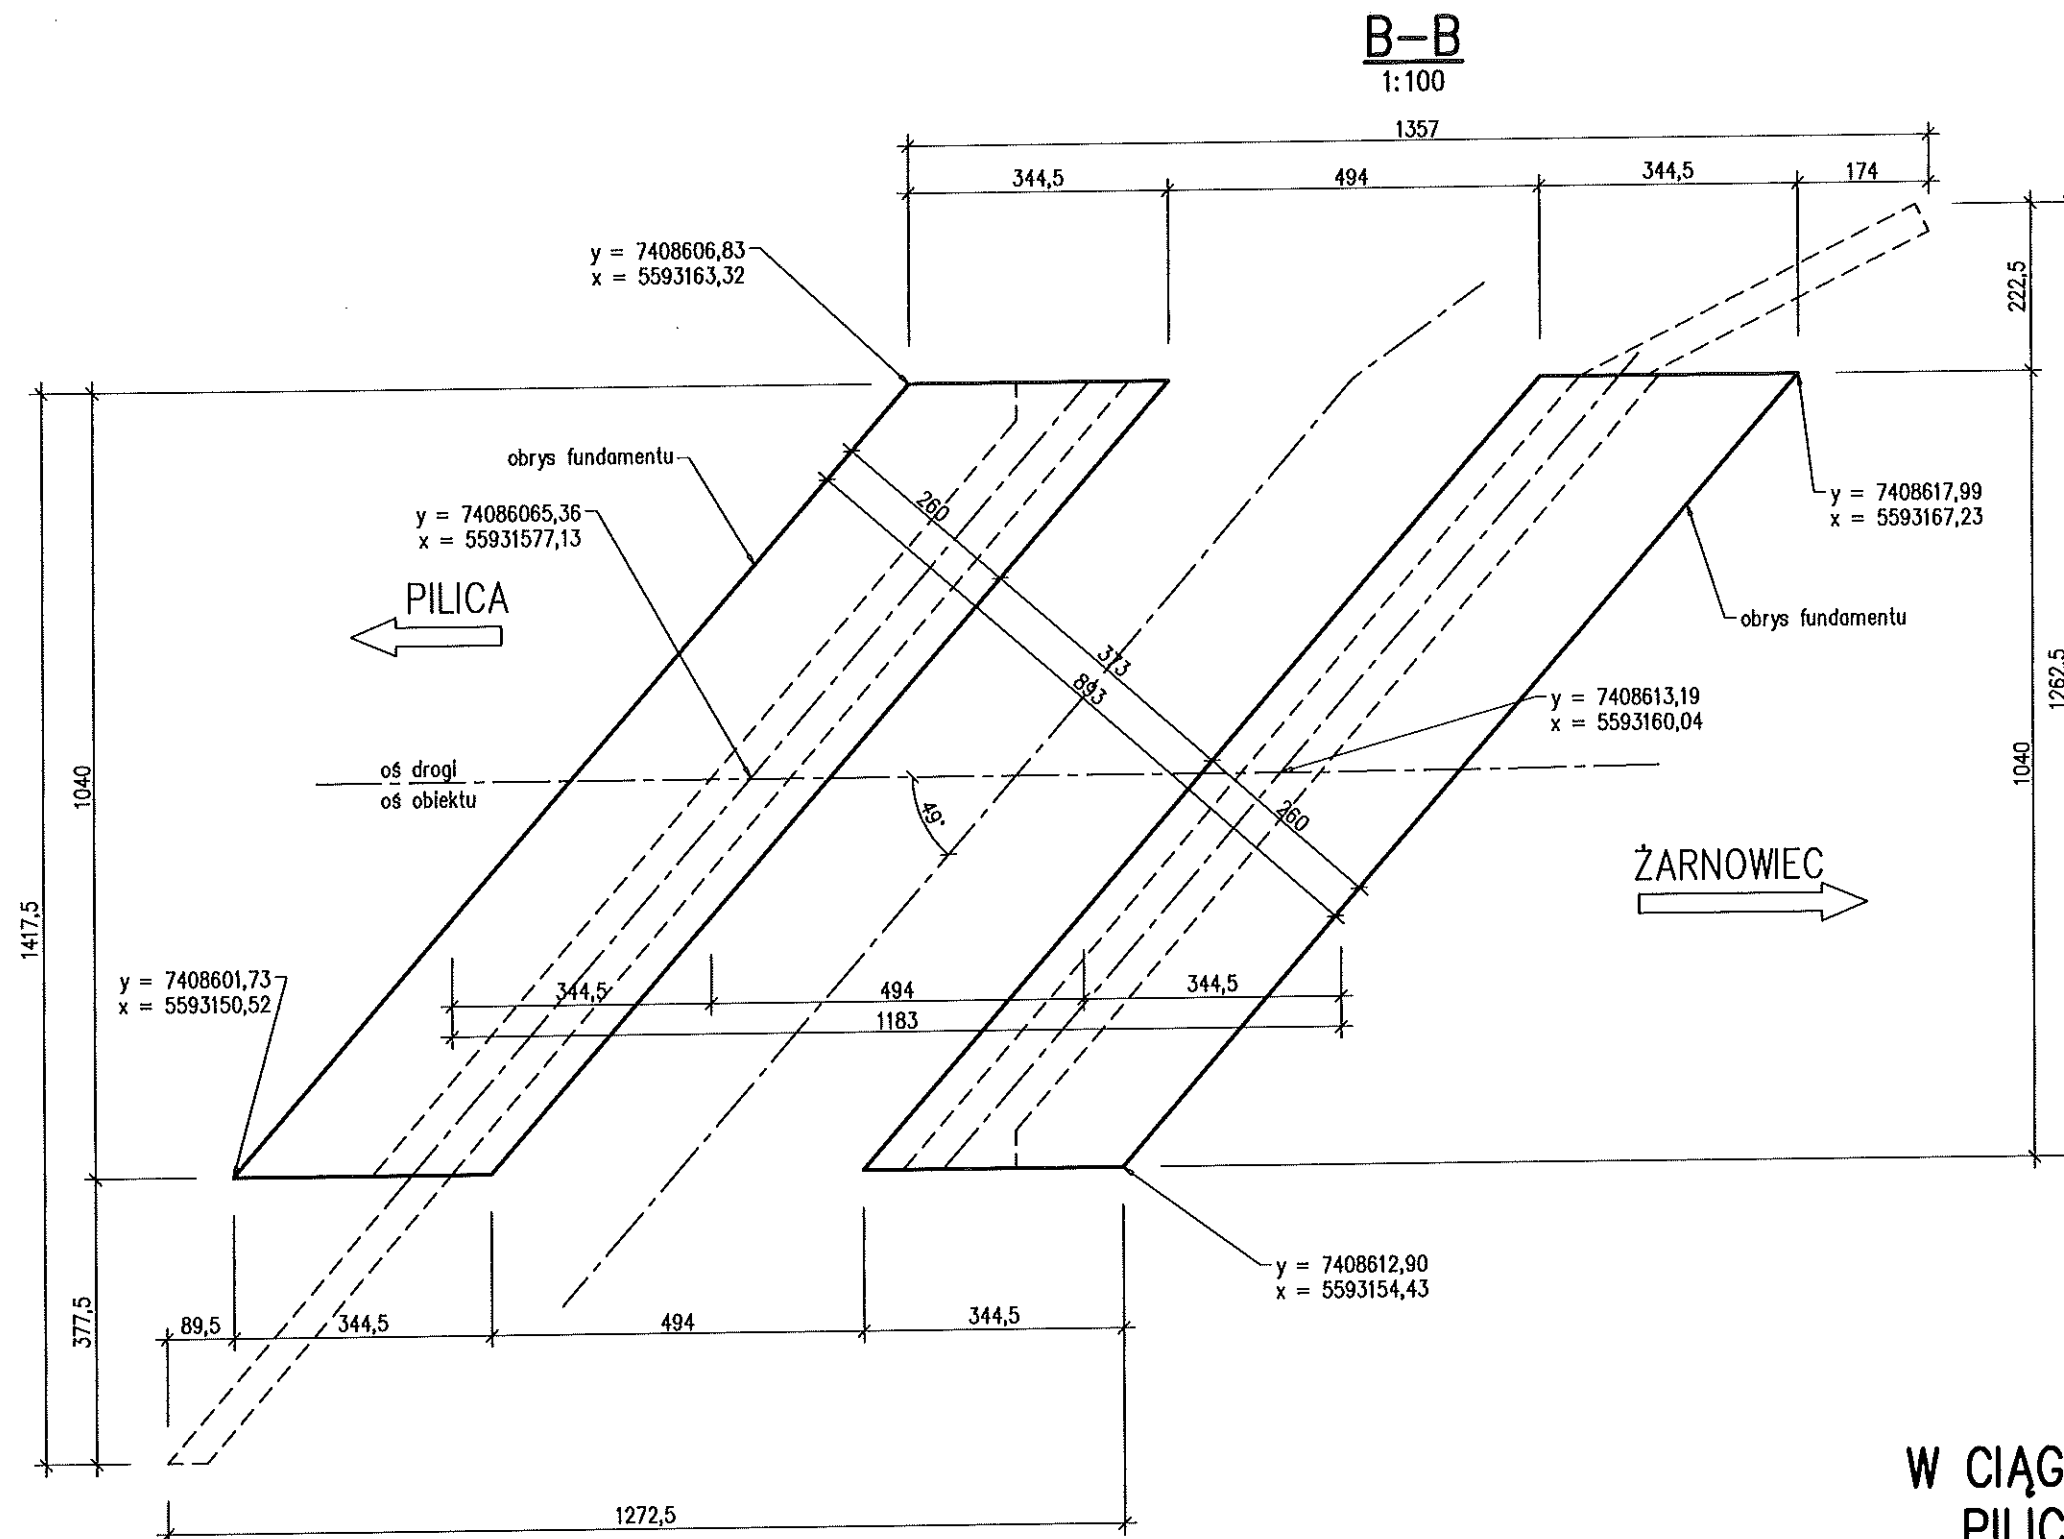 B-B
1:100
1357
344,5
494
344,5
174
y = 7408606,83
x = 5593163,32
222,5
obrys fundamentu
260
y = 74086065,36
x = 55931577,13
y = 7408617,99
x = 5593167,23
PILICA
obrys fundamentu
373
893
1262,5
y = 7408613,19
x = 5593160,04
oś drogi
oś obiektu
1040
1040
49°
260
ŻARNOWIEC
1417,5
y = 7408601,73
x = 5593150,52
344,5
494
344,5
1183
y = 7408612,90
x = 5593154,43
377,5
89,5
344,5
494
344,5
W CIĄG
PILIC
1272,5